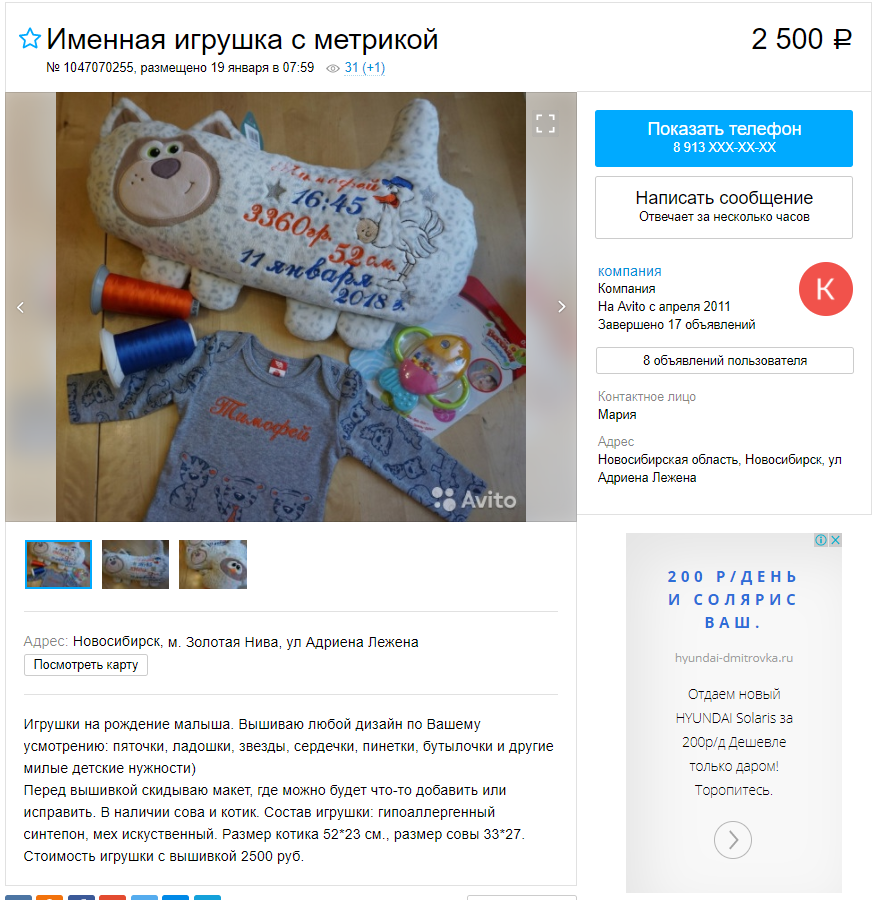 Именная игрушка с метрикой
2 500 ₽
№ 1047070255, размещено 19 января в 07:59 31 (+1)
16:45
3360гр.
52 см.
11 января
2018 г.
Тимофей
Avito
Показать телефон
8 913 XXX-XX-XX
Написать сообщение
Отвечает за несколько часов
компания
Компания
На Avito с апреля 2011
Завершено 17 объявлений
К
8 объявлений пользователя
Контактное лицо
Мария
Адрес
Новосибирская область, Новосибирск, ул
Адриена Лежена
Адрес: Новосибирск, м. Золотая Нива, ул Адриена Лежена
Посмотреть карту
Игрушки на рождение малыша. Вышиваю любой дизайн по Вашему
усмотрению: пяточки, ладошки, звезды, сердечки, пинетки, бутылочки и другие
милые детские нужности)
Перед вышивкой скидываю макет, где можно будет что-то добавить или
исправить. В наличии сова и котик. Состав игрушки: гипоаллергенный
синтепон, мех искуственный. Размер котика 52*23 см., размер совы 33*27.
Стоимость игрушки с вышивкой 2500 руб.
200 Р/ДЕНЬ
И СОЛЯРИС
ВАШ.
hyundai-dmitrovka.ru
Отдаем новый
HYUNDAI Solaris за
200р/д Дешевле
только даром!
Торопитесь.